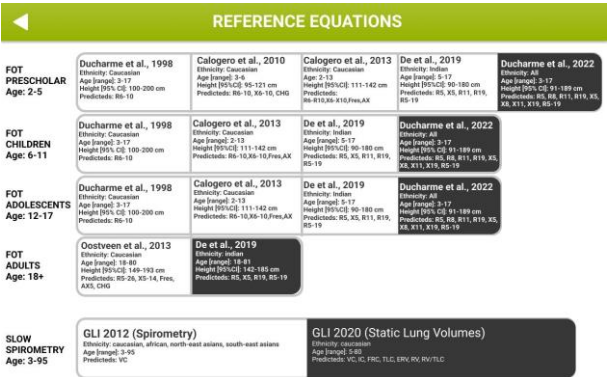 REFERENCE EQUATIONS
FOT
PRESCHOLAR
Age: 2-5
Ducharme et al., 1998
Ethnicity: Caucasian
Age [range]: 3-17
Height [95% CI]: 100-200 cm
Predicteds: R6-10
Calogero et al., 2010
Ethnicity: Caucasian
Age [range]: 3-6
Height [95% CI]: 95-121 cm
Predicteds: R6-10, X6-10, CHG
Calogero et al., 2013
Ethnicity: Caucasian
Age: 2-13
Height [95%CI]: 111-142 cm
Predicteds:
R6-R10,X6-X10,Fres,AX
De et al., 2019
Ethnicity: Indian
Age [range]: 5-17
Height [95%CI]: 90-180 cm
Predicteds: R5, X5, R11, R19,
R5-19
Ducharme et al., 2022
Ethnicity: All
Age [range]: 3-17
Height [95% CI]: 91-189 cm
Predicteds: R5, R8, R11, R19, X5,
X8, X11, X19, R5-19
FOT
CHILDREN
Age: 6-11
Ducharme et al., 1998
Ethnicity: Caucasian
Age [range]: 3-17
Height [95% CI]: 100-200 cm
Predicteds: R6-10
Calogero et al., 2013
Ethnicity: Caucasian
Age [range]: 2-13
Height [95%CI]: 111-142 cm
Predicteds: R6-10,X6-10,Fres,AX
De et al., 2019
Ethnicity: Indian
Age [range]: 5-17
Height [95%CI]: 90-180 cm
Predicteds: R5, X5, R11, R19,
R5-19
Ducharme et al., 2022
Ethnicity: All
Age [range]: 3-17
Height [95% CI]: 91-189 cm
Predicteds: R5, R8, R11, R19, X5,
X8, X11, X19, R5-19
FOT
ADOLESCENTS
Age: 12-17
Ducharme et al., 1998
Ethnicity: Caucasian
Age [range]: 3-17
Height [95% CI]: 100-200 cm
Predicteds: R6-10
Calogero et al., 2013
Ethnicity: Caucasian
Age [range]: 2-13
Height [95%CI]: 111-142 cm
Predicteds: R6-10,X6-10,Fres,AX
De et al., 2019
Ethnicity: Indian
Age [range]: 5-17
Height [95%CI]: 90-180 cm
Predicteds: R5, X5, R11, R19,
R5-19
Ducharme et al., 2022
Ethnicity: All
Age [range]: 3-17
Height [95% CI]: 91-189 cm
Predicteds: R5, R8, R11, R19, X5,
X8, X11, X19, R5-19
FOT
ADULTS
Age: 18+
Oostveen et al., 2013
Ethnicity: Caucasian
Age [range]: 18-80
Height [95%CI]: 149-193 cm
Predicteds: R5-26, X5-14, Fres,
AX5, CHG
De et al., 2019
Ethnicity: indian
Age [range]: 18-81
Height [95%CI]: 142-185 cm
Predicteds: R5, X5, R19, R5-19
SLOW
SPIROMETRY
Age: 3-95
GLI 2012 (Spirometry)
Ethnicity: caucasian, african, north-east asians, south-east asians
Age [range]: 3-95
Predicteds: VC
GLI 2020 (Static Lung Volumes)
Ethnicity: caucasian
Age [range]: 5-80
Predicteds: VC, IC, FRC, TLC, ERV, RV, RV/TLC